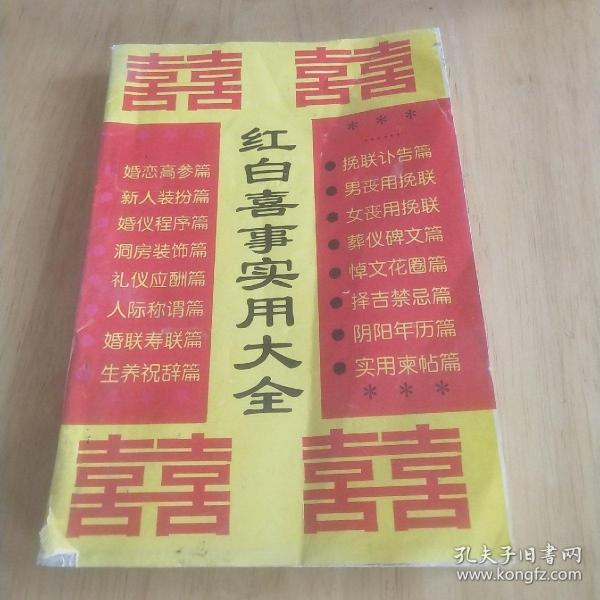 囍 囍
红白喜事实用大全
婚恋高参篇
新人装扮篇
婚仪程序篇
洞房装饰篇
礼仪应酬篇
人际称谓篇
婚联寿联篇
生养祝辞篇
* * *
……
● 挽联讣告篇
● 男丧用挽联
● 女丧用挽联
● 葬仪碑文篇
● 悼文花圈篇
● 择吉禁忌篇
● 阴阳年历篇
● 实用柬帖篇
* * *
囍 囍
孔夫子旧书网
www.kongfz.com